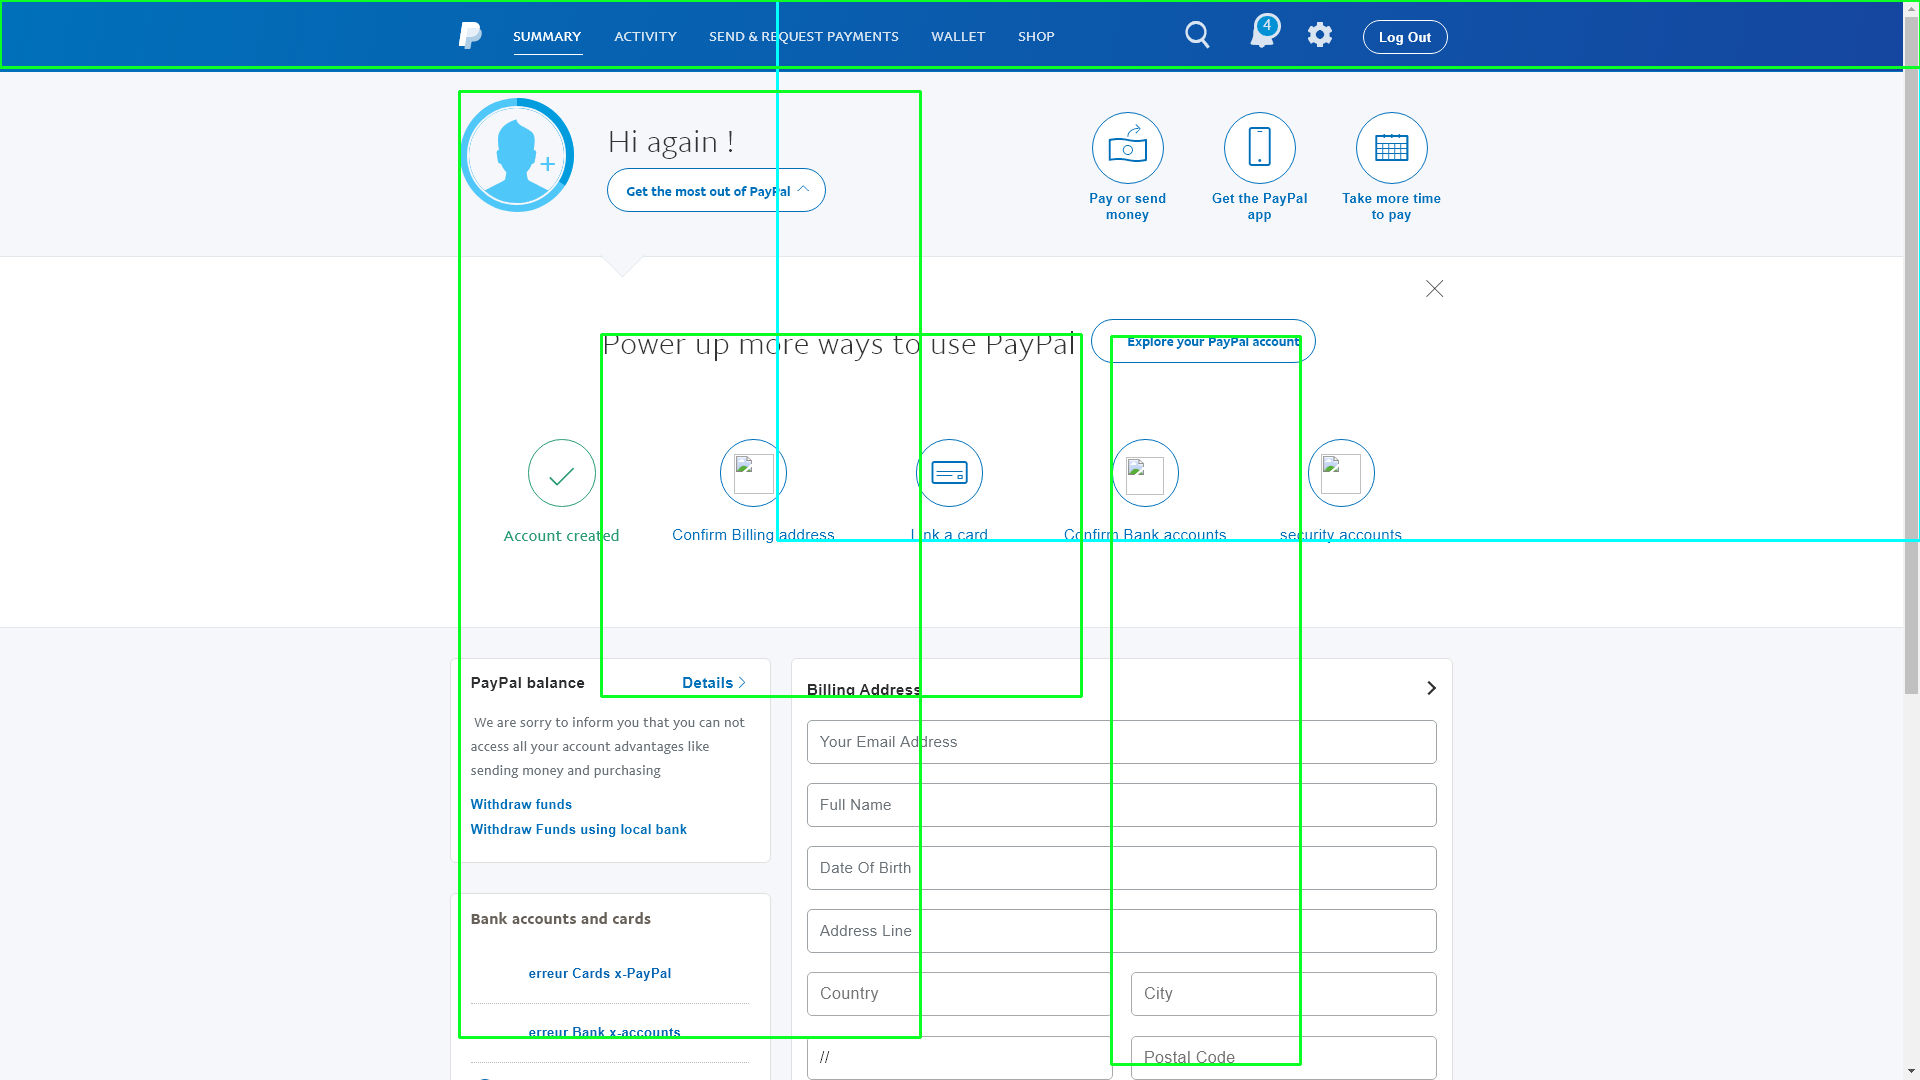 SUMMARY ACTIVITY SEND & REQUEST PAYMENTS WALLET SHOP 4 Log Out
Hi again !
Get the most out of PayPal
Pay or send
money
Get the PayPal
app
Take more time
to pay
Power up more ways to use PayPal
Explore your PayPal account
Account created
Confirm Billing address
Link a card
Confirm Bank accounts
security accounts
PayPal balance
Details
We are sorry to inform you that you can not
access all your account advantages like
sending money and purchasing
Withdraw funds
Withdraw Funds using local bank
Bank accounts and cards
erreur Cards x-PayPal
erreur Bank x-accounts
Billing Address
Your Email Address
Full Name
Date Of Birth
Address Line
Country
City
//
Postal Code